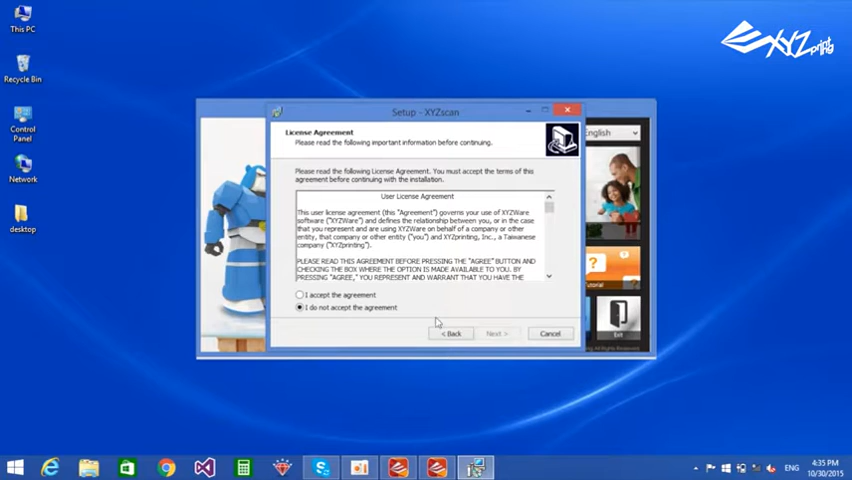 This PC
XYZprinting
Recycle Bin
Setup - XYZscan
License Agreement
Please read the following important information before continuing.
English
Control
Panel
Please read the following License Agreement. You must accept the terms of this
agreement before continuing with the installation.
User License Agreement
This user license agreement (this "Agreement") governs your use of XYZWare
software ("XYZWare") and defines the relationship between you, or in the case
that you represent and are using XYZWare on behalf of a company or other
entity, that company or other entity ("you") and XYZprinting, Inc., a Taiwanese
company ("XYZprinting").
PLEASE READ THIS AGREEMENT BEFORE PRESSING THE "AGREE" BUTTON AND
CHECKING THE BOX WHERE THE OPTION IS MADE AVAILABLE TO YOU. BY
PRESSING "AGREE," YOU REPRESENT AND WARRANT THAT YOU HAVE THE
Network
desktop
I accept the agreement
I do not accept the agreement
Tutorial
Exit
< Back
Next >
Cancel
ENG
4:35 PM
10/30/2015